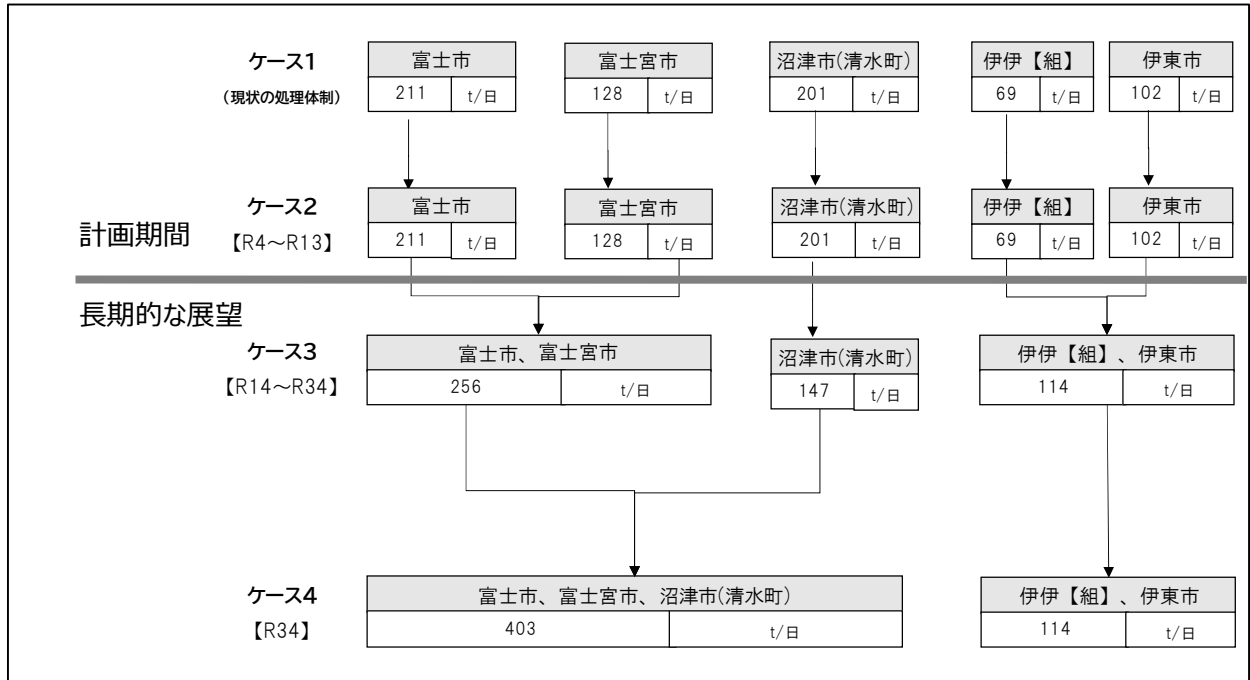 ケース1
(現状の処理体制)
富士市
211 t/日
富士宮市
128 t/日
沼津市(清水町)
201 t/日
伊伊【組】
69 t/日
伊東市
102 t/日
計画期間
ケース2
【R4～R13】
富士市
211 t/日
富士宮市
128 t/日
沼津市(清水町)
201 t/日
伊伊【組】
69 t/日
伊東市
102 t/日
長期的な展望
ケース3
【R14～R34】
富士市、富士宮市
256 t/日
沼津市(清水町)
147 t/日
伊伊【組】、伊東市
114 t/日
ケース4
【R34】
富士市、富士宮市、沼津市(清水町)
403 t/日
伊伊【組】、伊東市
114 t/日